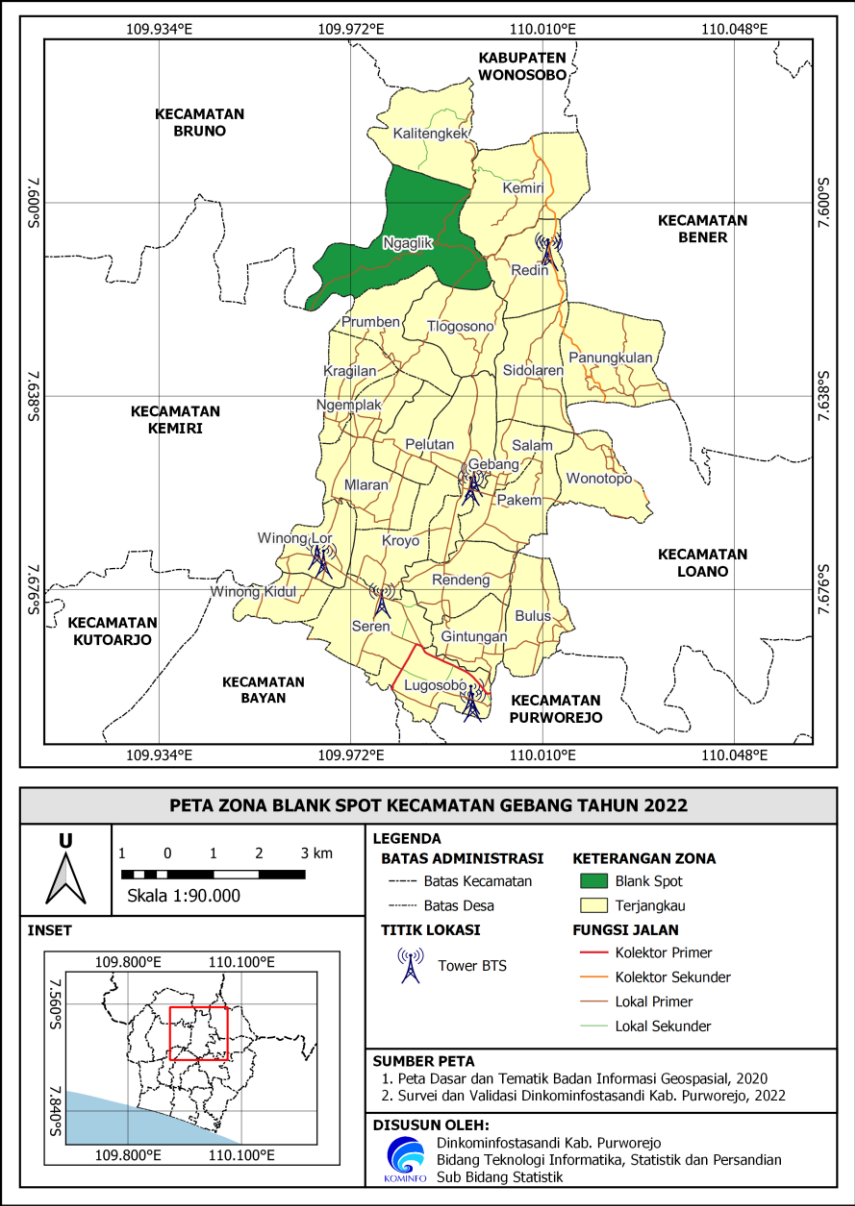 109.934°E 109.972°E 110.010°E 110.048°E
KABUPATEN
WONOSOBO
KECAMATAN
BRUNO
Kalitengkek
Kemiri
7.600°S
7.600°S
KECAMATAN
BENER
Ngaglik
Redin
Prumben
Tlogosono
Panungkulan
Kragilan
Sidolaren
7.638°S
7.638°S
Ngemplak
KECAMATAN
KEMIRI
Pelutan
Salam
Gebang
Wonotopo
Mlaran
Pakem
Winong Lor
Kroyo
KECAMATAN
LOANO
7.676°S
7.676°S
Rendeng
Winong Kidul
Bulus
KECAMATAN
KUTOARJO
Seren
Gintungan
KECAMATAN
BAYAN
Lugosobo
KECAMATAN
PURWOREJO
109.934°E 109.972°E 110.010°E 110.048°E
PETA ZONA BLANK SPOT KECAMATAN GEBANG TAHUN 2022
U
1 0 1 2 3 km
Skala 1:90.000
INSET
109.800°E 110.100°E
7.560°S
7.840°S
109.800°E 110.100°E
LEGENDA
BATAS ADMINISTRASI
Batas Kecamatan
Batas Desa
TITIK LOKASI
Tower BTS
KETERANGAN ZONA
Blank Spot
Terjangkau
FUNGSI JALAN
Kolektor Primer
Kolektor Sekunder
Lokal Primer
Lokal Sekunder
SUMBER PETA
1. Peta Dasar dan Tematik Badan Informasi Geospasial, 2020
2. Survei dan Validasi Dinkominfostasandi Kab. Purworejo, 2022
DISUSUN OLEH:
KOMINFO
Dinkominfostasandi Kab. Purworejo
Bidang Teknologi Informatika, Statistik dan Persandian
Sub Bidang Statistik